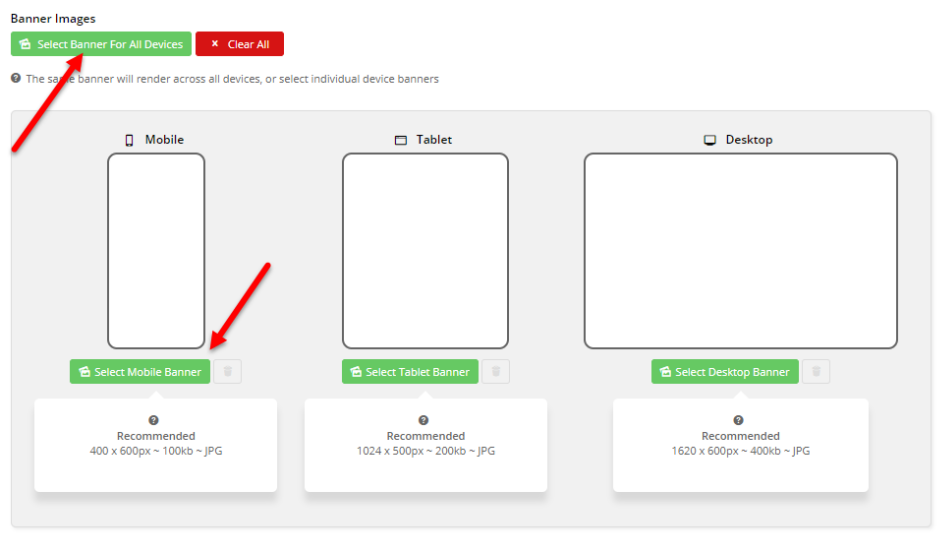 Banner Images
Select Banner For All Devices
× Clear All
The same banner will render across all devices, or select individual device banners
Mobile
Tablet
Desktop
Select Mobile Banner
Select Tablet Banner
Select Desktop Banner
Recommended
400 x 600px ~ 100kb ~ JPG
Recommended
1024 x 500px ~ 200kb ~ JPG
Recommended
1620 x 600px ~ 400kb ~ JPG